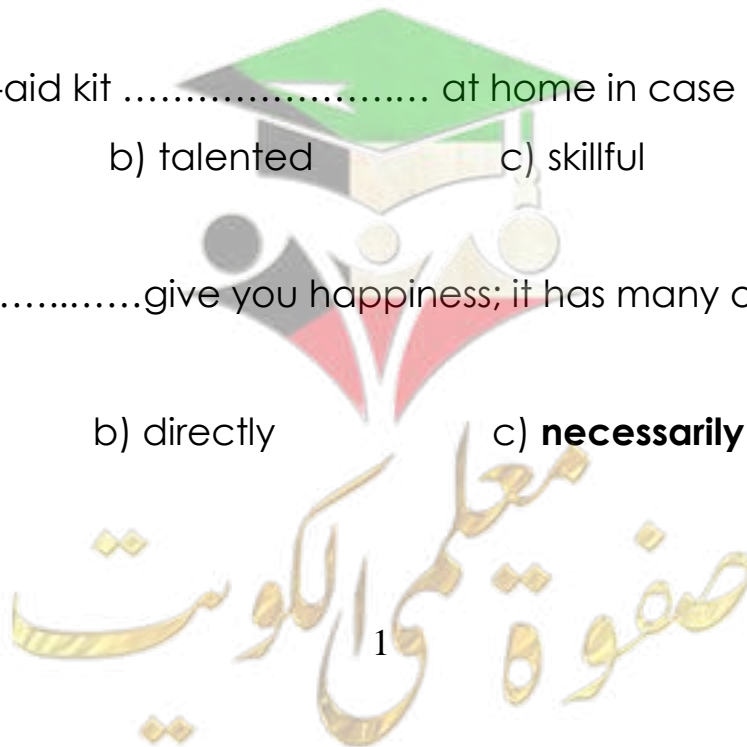 -aid kit …………………….… at home in case
b) talented c) skillful
…...……give you happiness; it has many
b) directly c) necessarily
صفوة معلمى الكويت
1